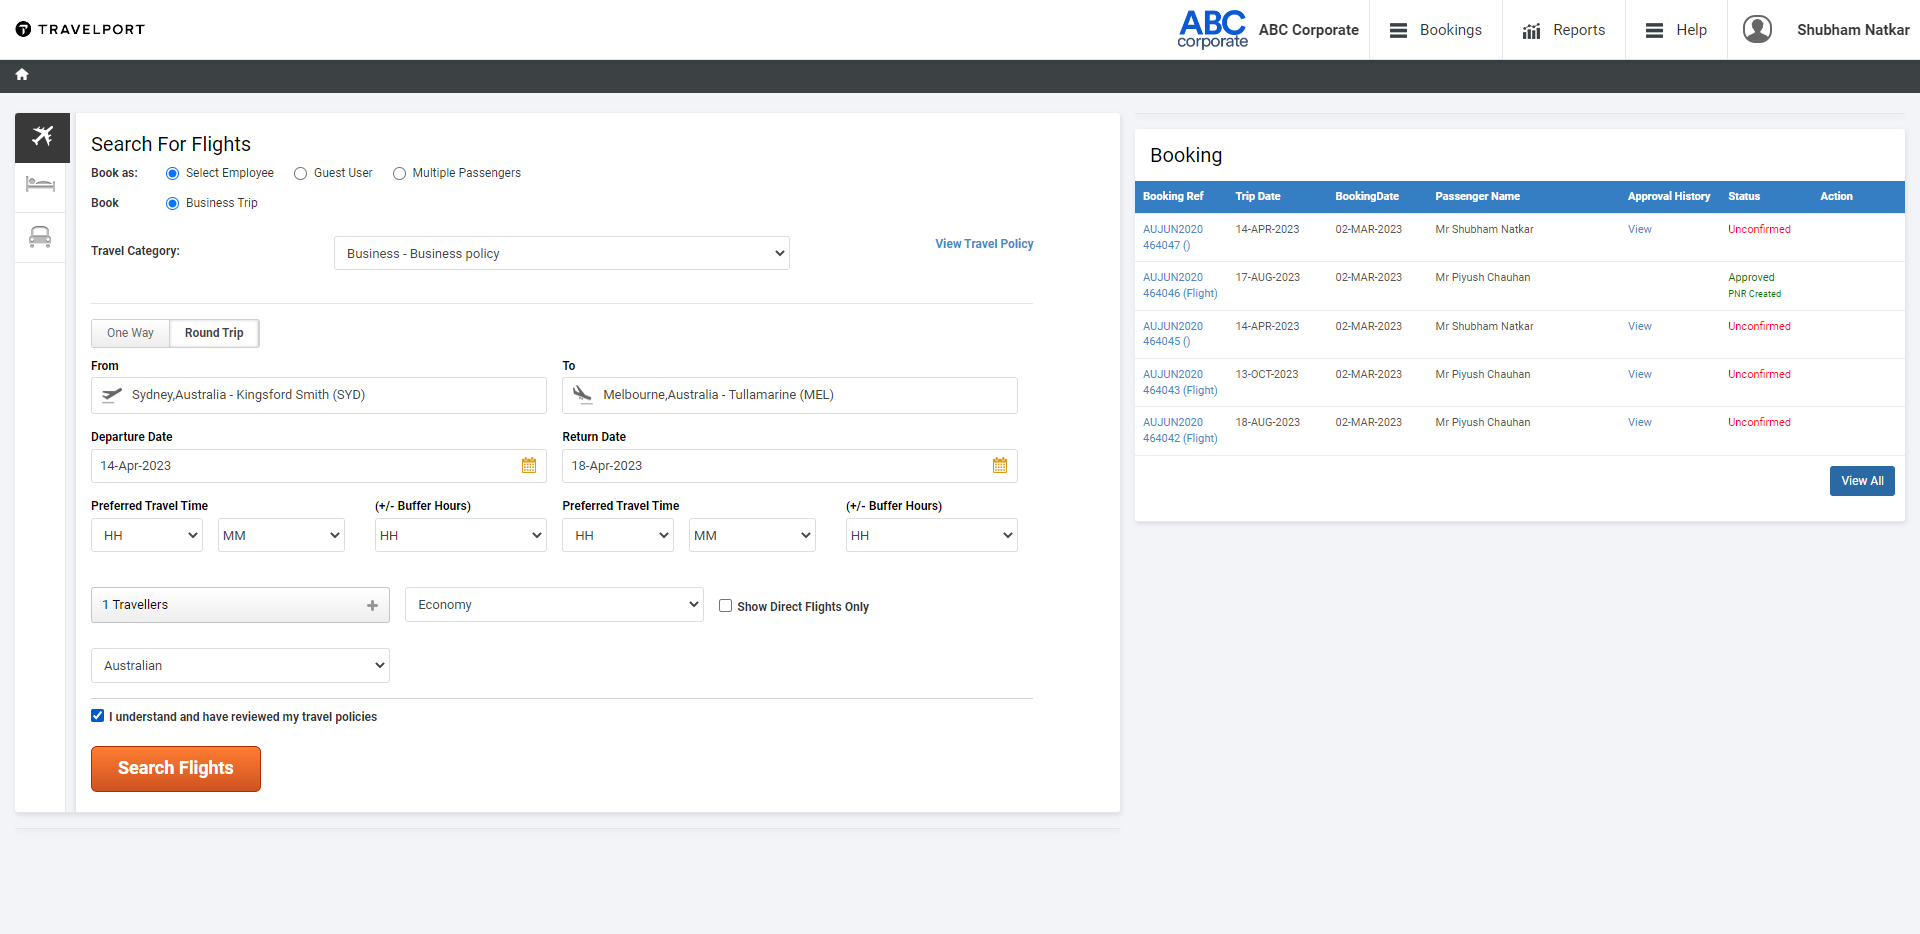 TRAVELPORT
ABC
corporate
ABC Corporate
Bookings
Reports
Help
Shubham Natkar
Search For Flights
Book as:
Select Employee
Guest User
Multiple Passengers
Book
Business Trip
Travel Category:
Business - Business policy
View Travel Policy
One Way
Round Trip
From
To
Sydney,Australia - Kingsford Smith (SYD)
Melbourne,Australia - Tullamarine (MEL)
Departure Date
Return Date
14-Apr-2023
18-Apr-2023
Preferred Travel Time
(+/- Buffer Hours)
Preferred Travel Time
(+/- Buffer Hours)
HH
MM
HH
HH
MM
HH
1 Travellers
Economy
Show Direct Flights Only
Australian
I understand and have reviewed my travel policies
Search Flights
Booking
Booking Ref Trip Date BookingDate Passenger Name Approval History Status Action
AUJUN2020 14-APR-2023 02-MAR-2023 Mr Shubham Natkar View Unconfirmed
464047 ()
AUJUN2020 17-AUG-2023 02-MAR-2023 Mr Piyush Chauhan Approved
464046 (Flight) PNR Created
AUJUN2020 14-APR-2023 02-MAR-2023 Mr Shubham Natkar View Unconfirmed
464045 ()
AUJUN2020 13-OCT-2023 02-MAR-2023 Mr Piyush Chauhan View Unconfirmed
464043 (Flight)
AUJUN2020 18-AUG-2023 02-MAR-2023 Mr Piyush Chauhan View Unconfirmed
464042 (Flight)
View All